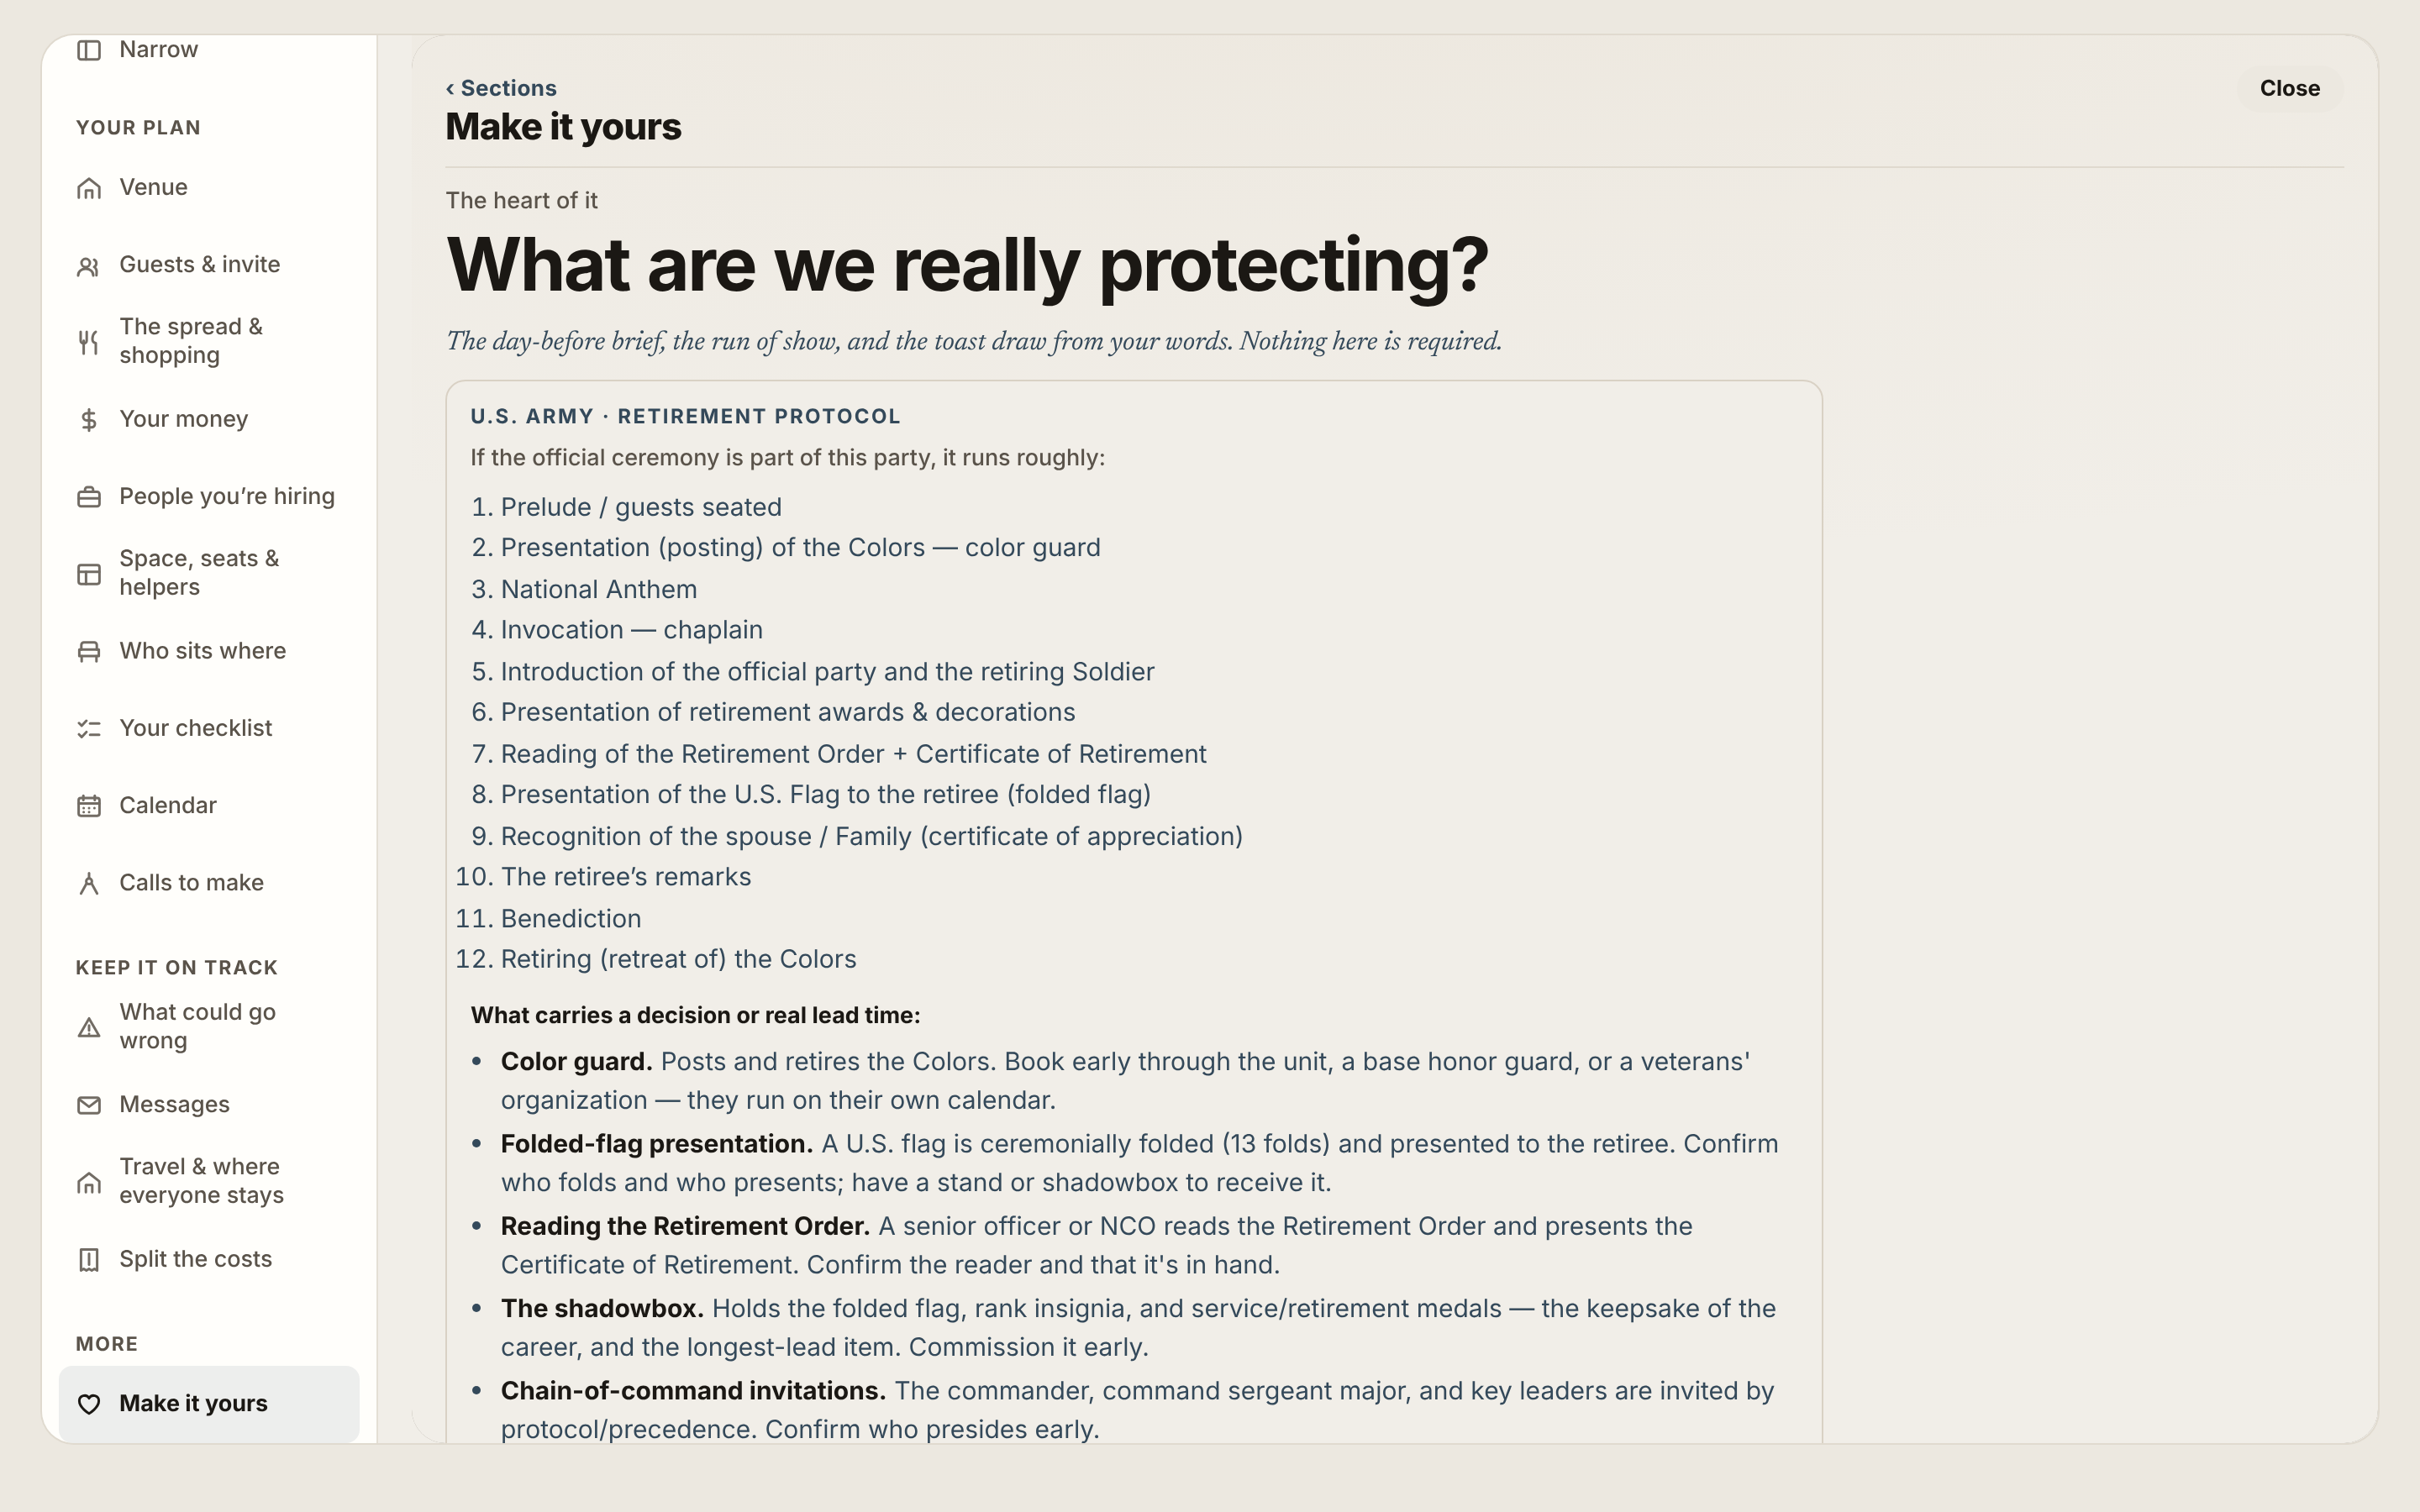 Narrow
YOUR PLAN
Venue
Guests & invite
The spread &
shopping
Your money
People you’re hiring
Space, seats &
helpers
Who sits where
Your checklist
Calendar
Calls to make
KEEP IT ON TRACK
What could go
wrong
Messages
Travel & where
everyone stays
Split the costs
MORE
Make it yours
‹ Sections
Close
Make it yours
The heart of it
What are we really protecting?
The day-before brief, the run of show, and the toast draw from your words. Nothing here is required.
U.S. ARMY · RETIREMENT PROTOCOL
If the official ceremony is part of this party, it runs roughly:
1. Prelude / guests seated
2. Presentation (posting) of the Colors — color guard
3. National Anthem
4. Invocation — chaplain
5. Introduction of the official party and the retiring Soldier
6. Presentation of retirement awards & decorations
7. Reading of the Retirement Order + Certificate of Retirement
8. Presentation of the U.S. Flag to the retiree (folded flag)
9. Recognition of the spouse / Family (certificate of appreciation)
10. The retiree’s remarks
11. Benediction
12. Retiring (retreat of) the Colors
What carries a decision or real lead time:
• Color guard. Posts and retires the Colors. Book early through the unit, a base honor guard, or a veterans'
organization — they run on their own calendar.
• Folded-flag presentation. A U.S. flag is ceremonially folded (13 folds) and presented to the retiree. Confirm
who folds and who presents; have a stand or shadowbox to receive it.
• Reading the Retirement Order. A senior officer or NCO reads the Retirement Order and presents the
Certificate of Retirement. Confirm the reader and that it's in hand.
• The shadowbox. Holds the folded flag, rank insignia, and service/retirement medals — the keepsake of the
career, and the longest-lead item. Commission it early.
• Chain-of-command invitations. The commander, command sergeant major, and key leaders are invited by
protocol/precedence. Confirm who presides early.